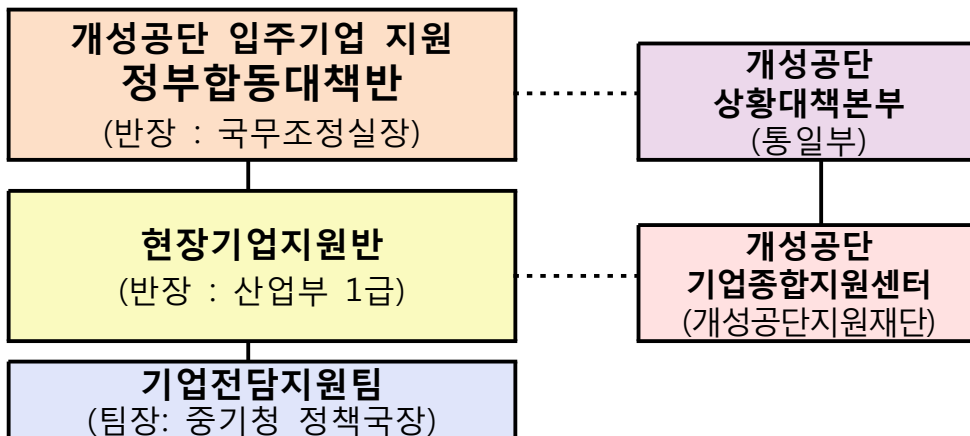 개성공단 입주기업 지원
정부합동대책반
(반장 : 국무조정실장)
개성공단
상황대책본부
(통일부)
현장기업지원반
(반장 : 산업부 1급)
개성공단
기업종합지원센터
(개성공단지원재단)
기업전담지원팀
(팀장: 중기청 정책국장)